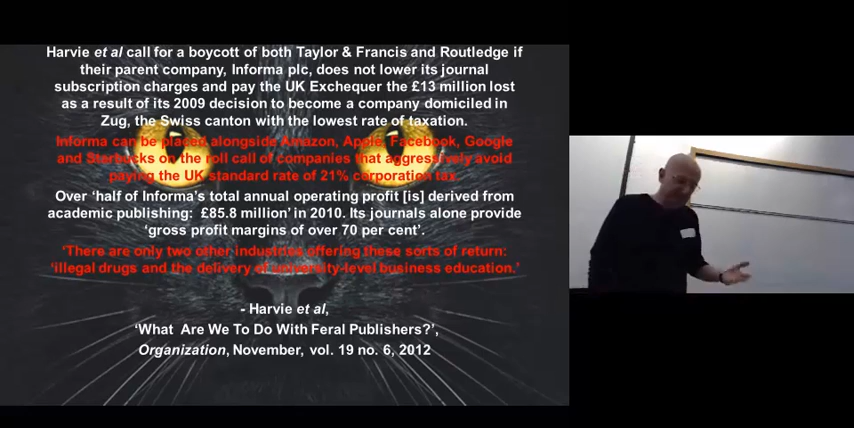 Harvie et al call for a boycott of both Taylor & Francis and Routledge if
their parent company, Informa plc, does not lower its journal
subscription charges and pay the UK Exchequer the £13 million lost
as a result of its 2009 decision to become a company domiciled in
Zug, the Swiss canton with the lowest rate of taxation.
Informa can be placed alongside Amazon, Apple, Facebook, Google
and Starbucks on the roll call of companies that aggressively avoid
paying the UK standard rate of 21% corporation tax.
Over ‘half of Informa's total annual operating profit [is] derived from
academic publishing: £85.8 million’ in 2010. Its journals alone provide
‘gross profit margins of over 70 per cent’.
‘There are only two other industries offering these sorts of return:
‘illegal drugs and the delivery of university-level business education.’
- Harvie et al,
‘What Are We To Do With Feral Publishers?’,
Organization, November, vol. 19 no. 6, 2012